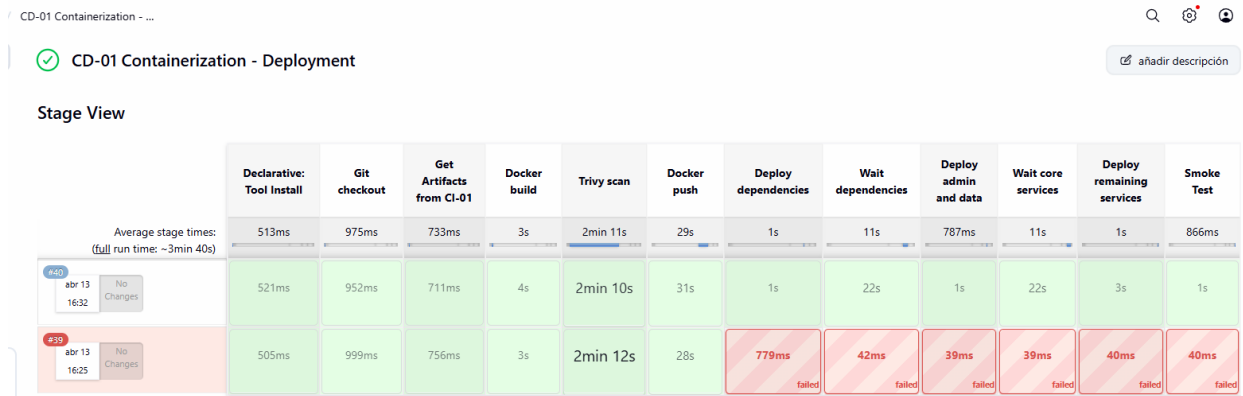 CD-01 Containerization - ...
CD-01 Containerization - Deployment
añadir descripción
Stage View
Declarative:
Tool Install
Git
checkout
Get
Artifacts
from CI-01
Docker
build
Trivy scan
Docker
push
Deploy
dependencies
Wait
dependencies
Deploy
admin
and data
Wait core
services
Deploy
remaining
services
Smoke
Test
Average stage times:
(full run time: ~3min 40s)
513ms
975ms
733ms
3s
2min 11s
29s
1s
11s
787ms
11s
1s
866ms
#40
abr 13
16:32
No
Changes
521ms
952ms
711ms
4s
2min 10s
31s
1s
22s
1s
22s
3s
1s
#39
abr 13
16:25
No
Changes
505ms
999ms
756ms
3s
2min 12s
28s
779ms
failed
42ms
failed
39ms
failed
39ms
failed
40ms
failed
40ms
failed